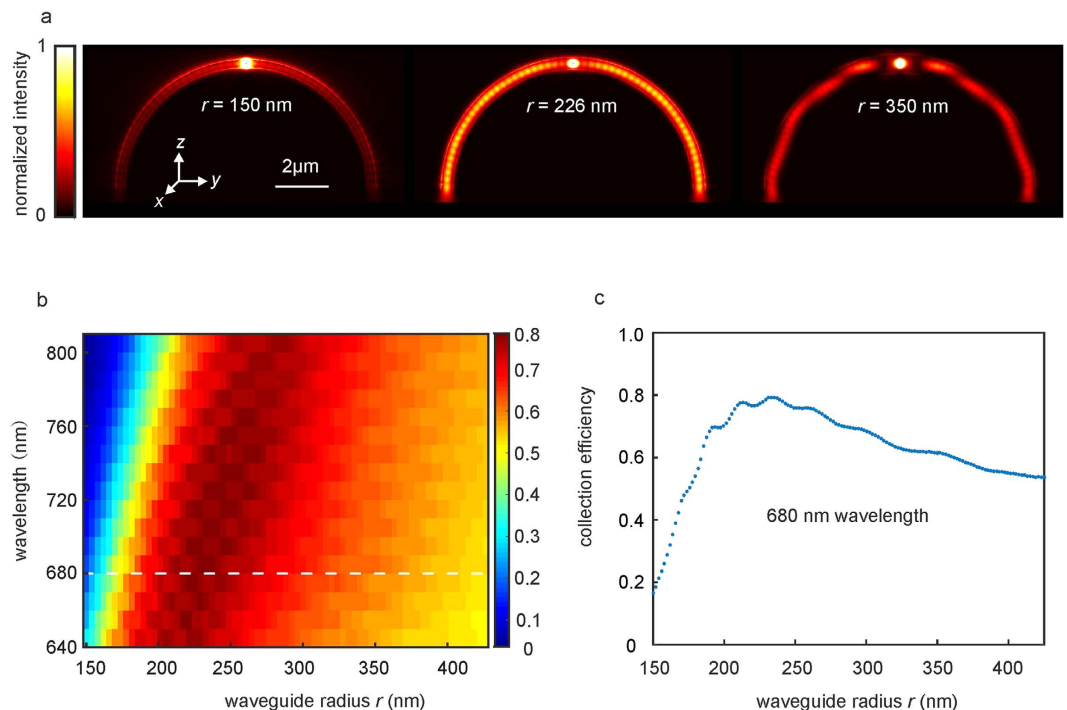 a
1
normalized intensity
0
r = 150 nm
r = 226 nm
r = 350 nm
z
y
x
2μm
b
800
760
720
680
640
wavelength (nm)
150 200 250 300 350 400
waveguide radius r (nm)
0.8
0.7
0.6
0.5
0.4
0.3
0.2
0.1
0
c
1.0
0.8
0.6
0.4
0.2
0
collection efficiency
680 nm wavelength
150 200 250 300 350 400
waveguide radius r (nm)